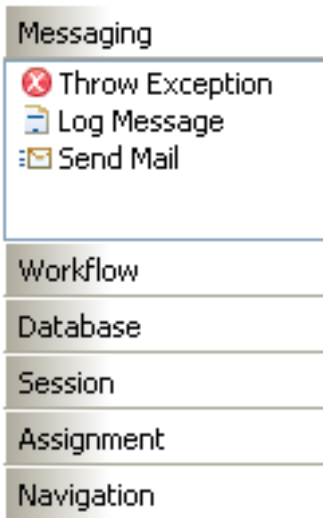 Messaging
Throw Exception
Log Message
Send Mail
Workflow
Database
Session
Assignment
Navigation